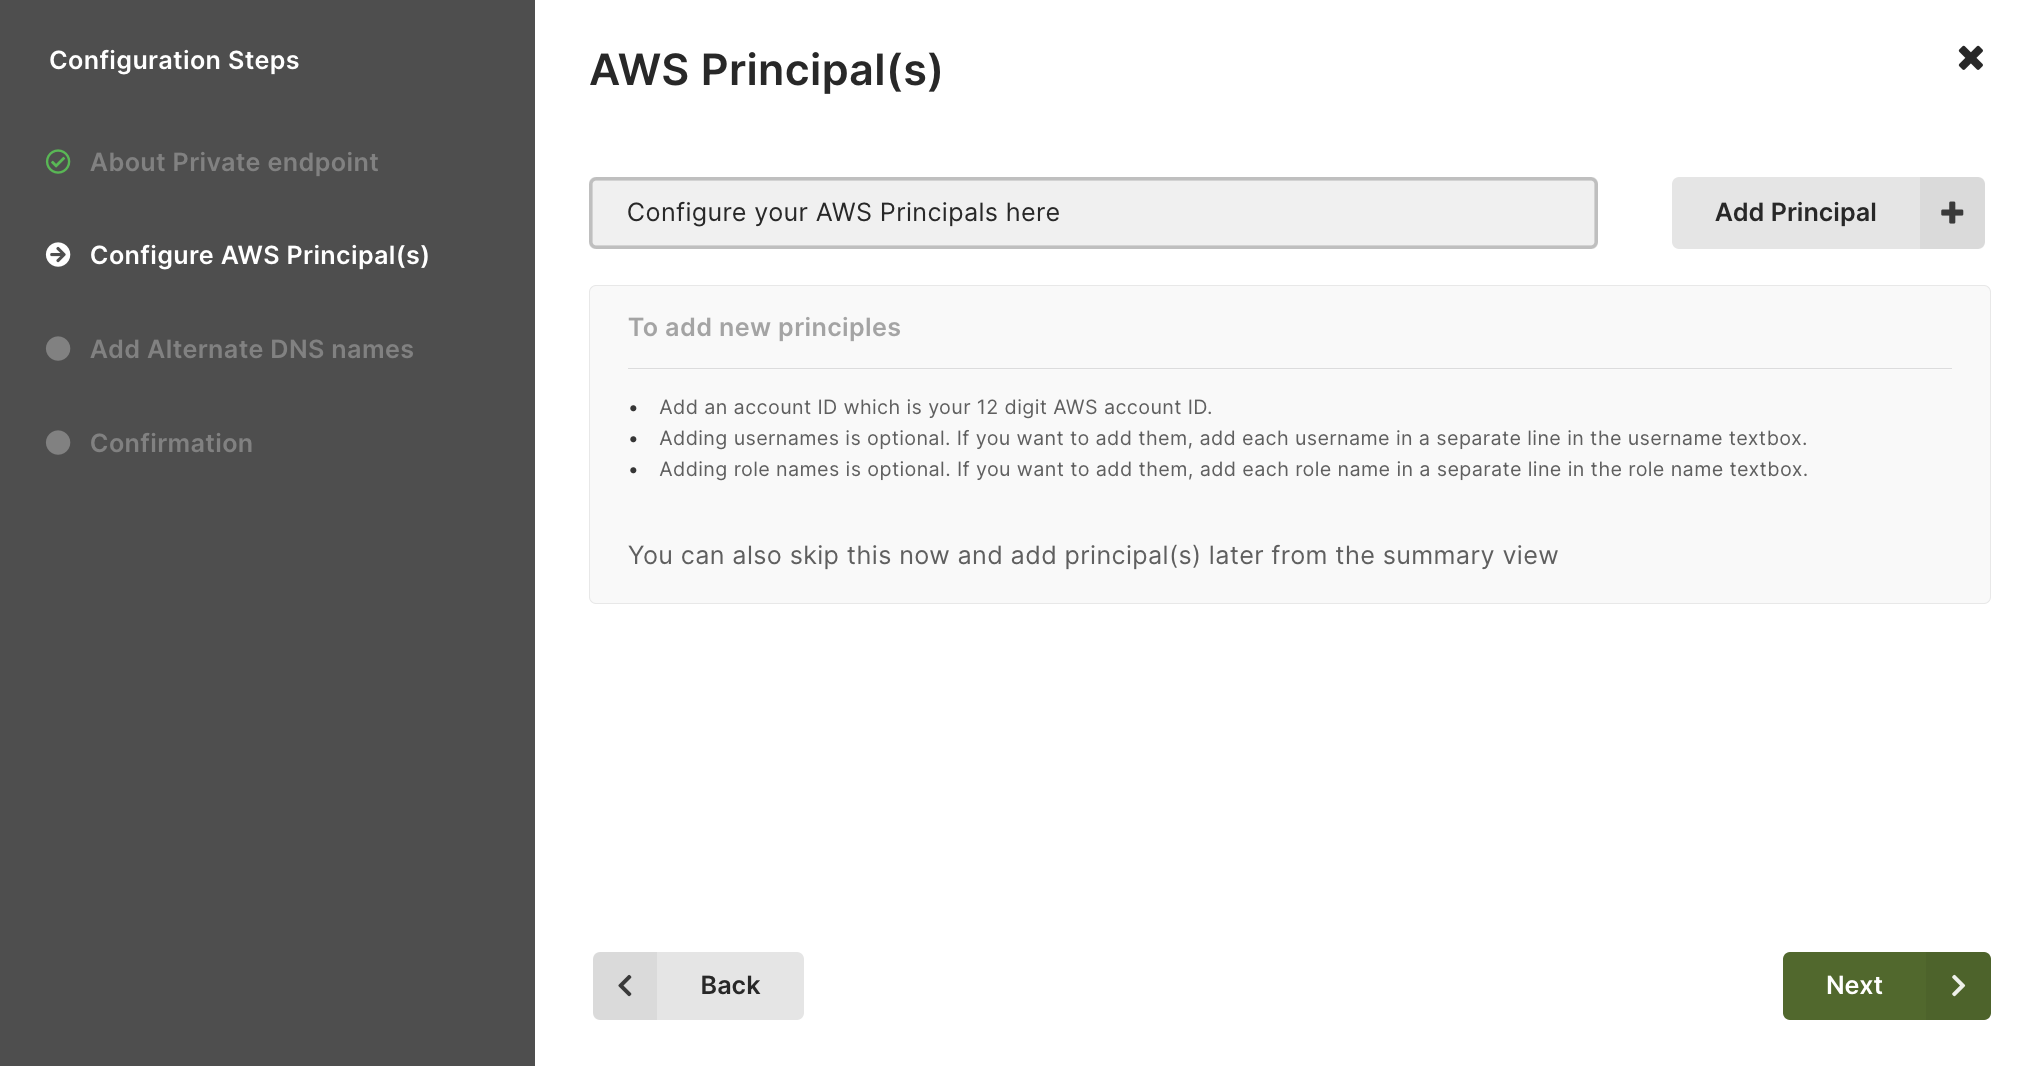 Configuration Steps
About Private endpoint
Configure AWS Principal(s)
Add Alternate DNS names
Confirmation
AWS Principal(s)
Configure your AWS Principals here
Add Principal
To add new principles
• Add an account ID which is your 12 digit AWS account ID.
• Adding usernames is optional. If you want to add them, add each username in a separate line in the username textbox.
• Adding role names is optional. If you want to add them, add each role name in a separate line in the role name textbox.
You can also skip this now and add principal(s) later from the summary view
Back
Next